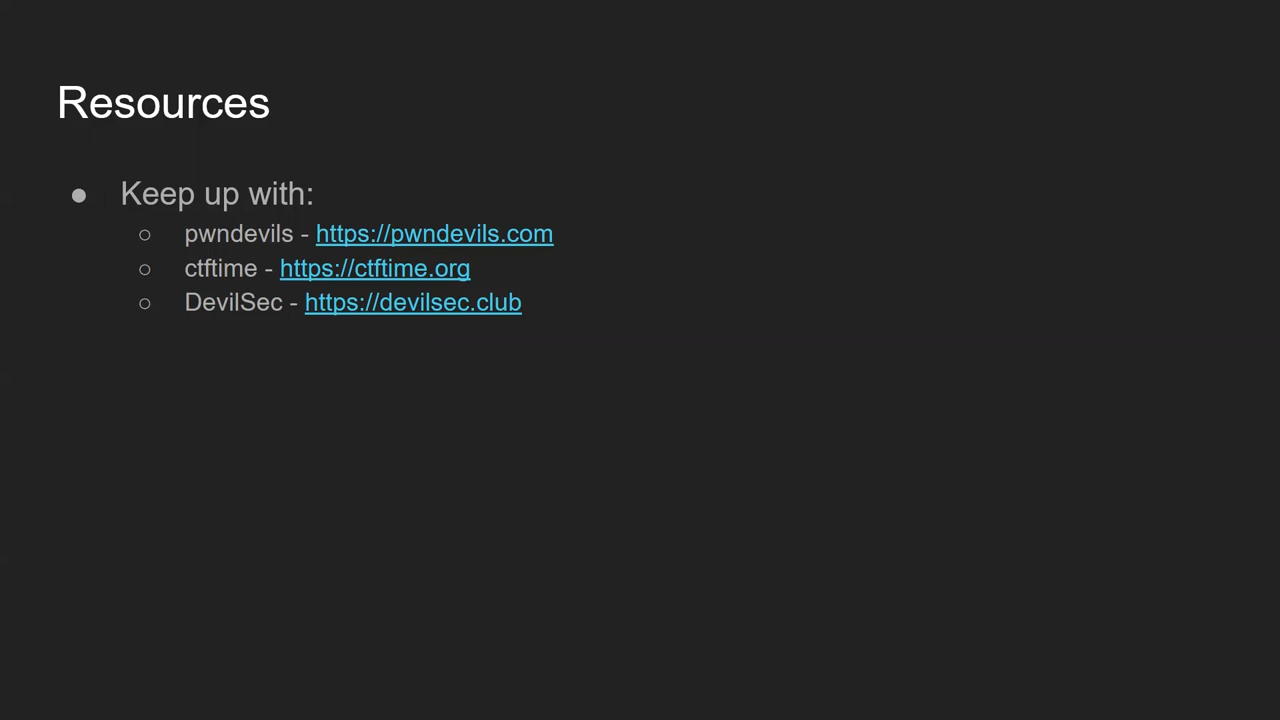 Resources
● Keep up with:
○ pwndevils - https://pwndevils.com
○ ctftime - https://ctftime.org
○ DevilSec - https://devilsec.club